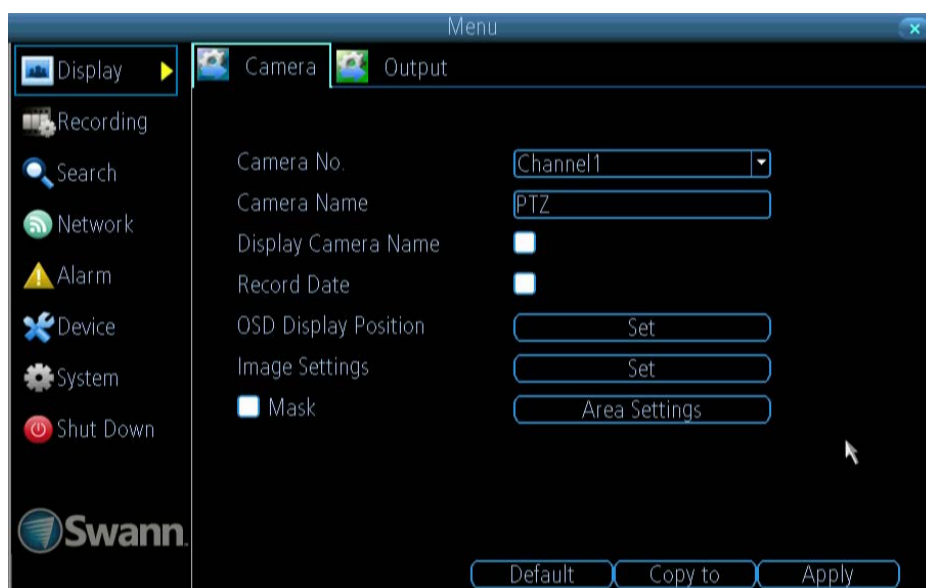 Menu
Display
Recording
Search
Network
Alarm
Device
System
Shut Down
Swann
Camera Output
Camera No. Channel1
Camera Name PTZ
Display Camera Name
Record Date
OSD Display Position Set
Image Settings Set
Mask Area Settings
Default Copy to Apply